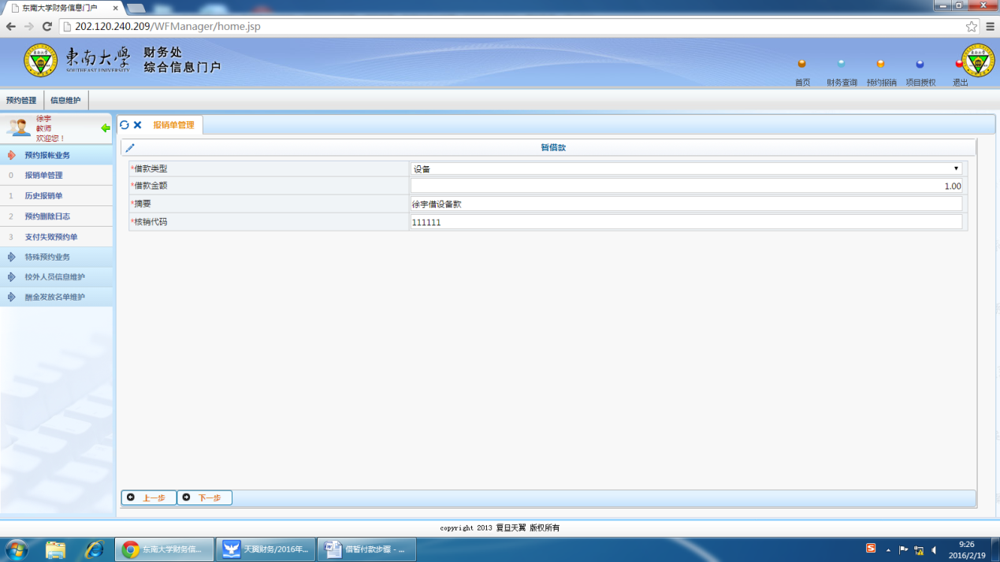 东南大学财务信息门户
202.120.240.209/WFManager/home.jsp
東南大學
SOUTHEAST UNIVERSITY
财务处
综合信息门户
首页 财务查询 预约报销 项目授权 退出
预约管理 信息维护
徐宇
教师
欢迎您！
报销单管理
预约报帐业务
0 报销单管理
1 历史报销单
2 预约删除日志
3 支付失败预约单
特殊预约业务
校外人员信息维护
酬金发放名单维护
暂借款
*借款类型 设备
*借款金额 1.00
*摘要 徐宇借设备款
*核销代码 111111
上一步 下一步
copyright 2013 复旦天翼 版权所有
东南大学财务信...
天翼财务/2016年...
借暂付款步骤 - ...
9:26
2016/2/19